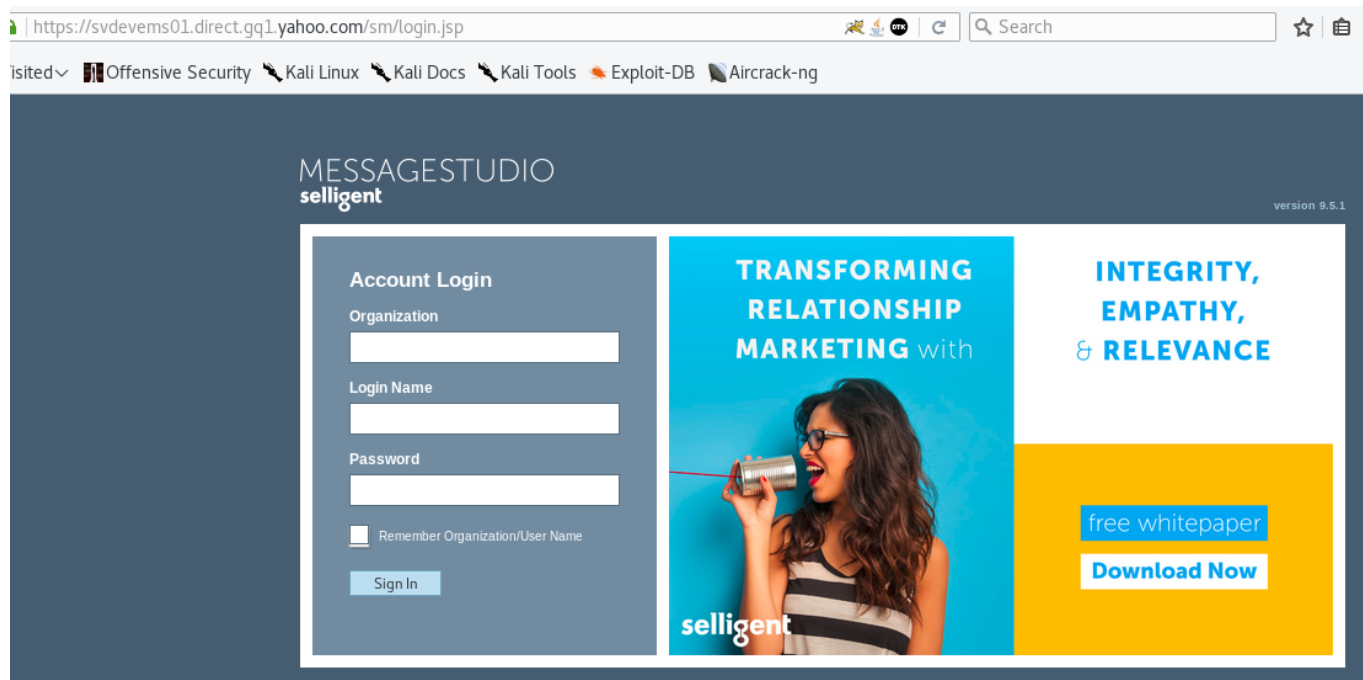 https://svdevems01.direct.gq1.yahoo.com/sm/login.jsp
Search
isited
Offensive Security Kali Linux Kali Docs Kali Tools Exploit-DB Aircrack-ng
MESSAGESTUDIO
selligent
version 9.5.1
Account Login
Organization
Login Name
Password
Remember Organization/User Name
Sign In
TRANSFORMING
RELATIONSHIP
MARKETING with
selligent
INTEGRITY,
EMPATHY,
& RELEVANCE
free whitepaper
Download Now